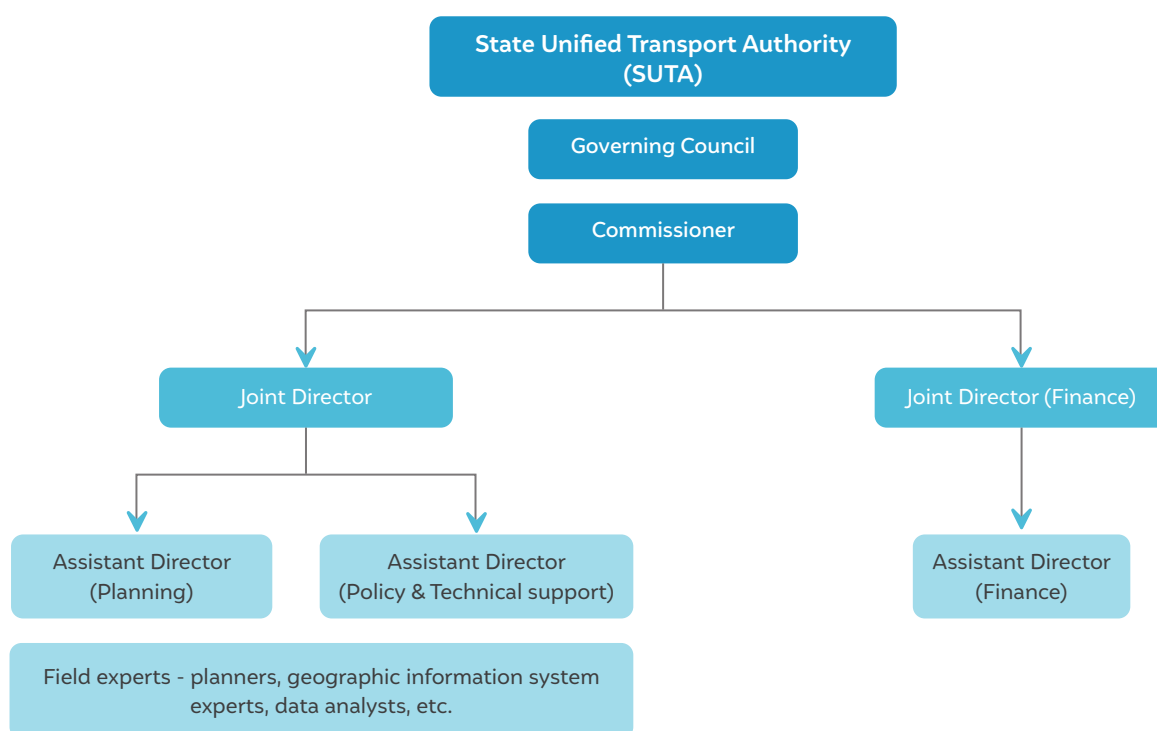 State Unified Transport Authority
(SUTA)
Governing Council
Commissioner
Joint Director
Joint Director (Finance)
Assistant Director
(Planning)
Assistant Director
(Policy & Technical support)
Assistant Director
(Finance)
Field experts - planners, geographic information system
experts, data analysts, etc.